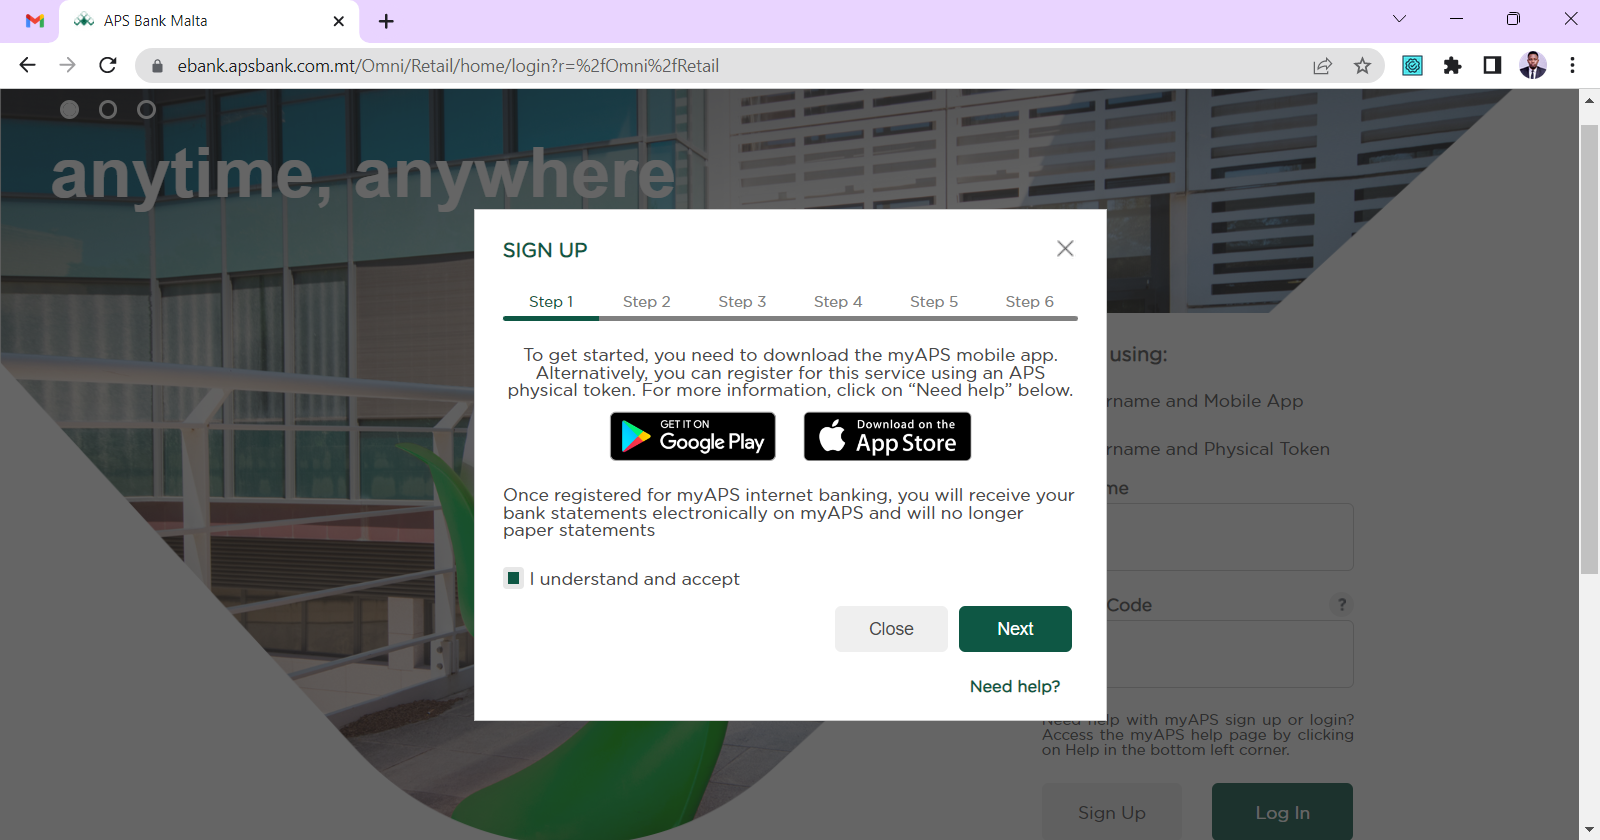 APS Bank Malta
ebank.apsbank.com.mt/Omni/Retail/home/login?r=%2fOmni%2fRetail
anytime, anywhere
SIGN UP
Step 1 Step 2 Step 3 Step 4 Step 5 Step 6
To get started, you need to download the myAPS mobile app.
Alternatively, you can register for this service using an APS
physical token. For more information, click on “Need help” below.
GET IT ON
Google Play
Download on the
App Store
Once registered for myAPS internet banking, you will receive your
bank statements electronically on myAPS and will no longer
paper statements
I understand and accept
Close
Next
Need help?
using:
rname and Mobile App
rname and Physical Token
me
Code
?
Need help with myAPS sign up or login?
Access the myAPS help page by clicking
on Help in the bottom left corner.
Sign Up
Log In